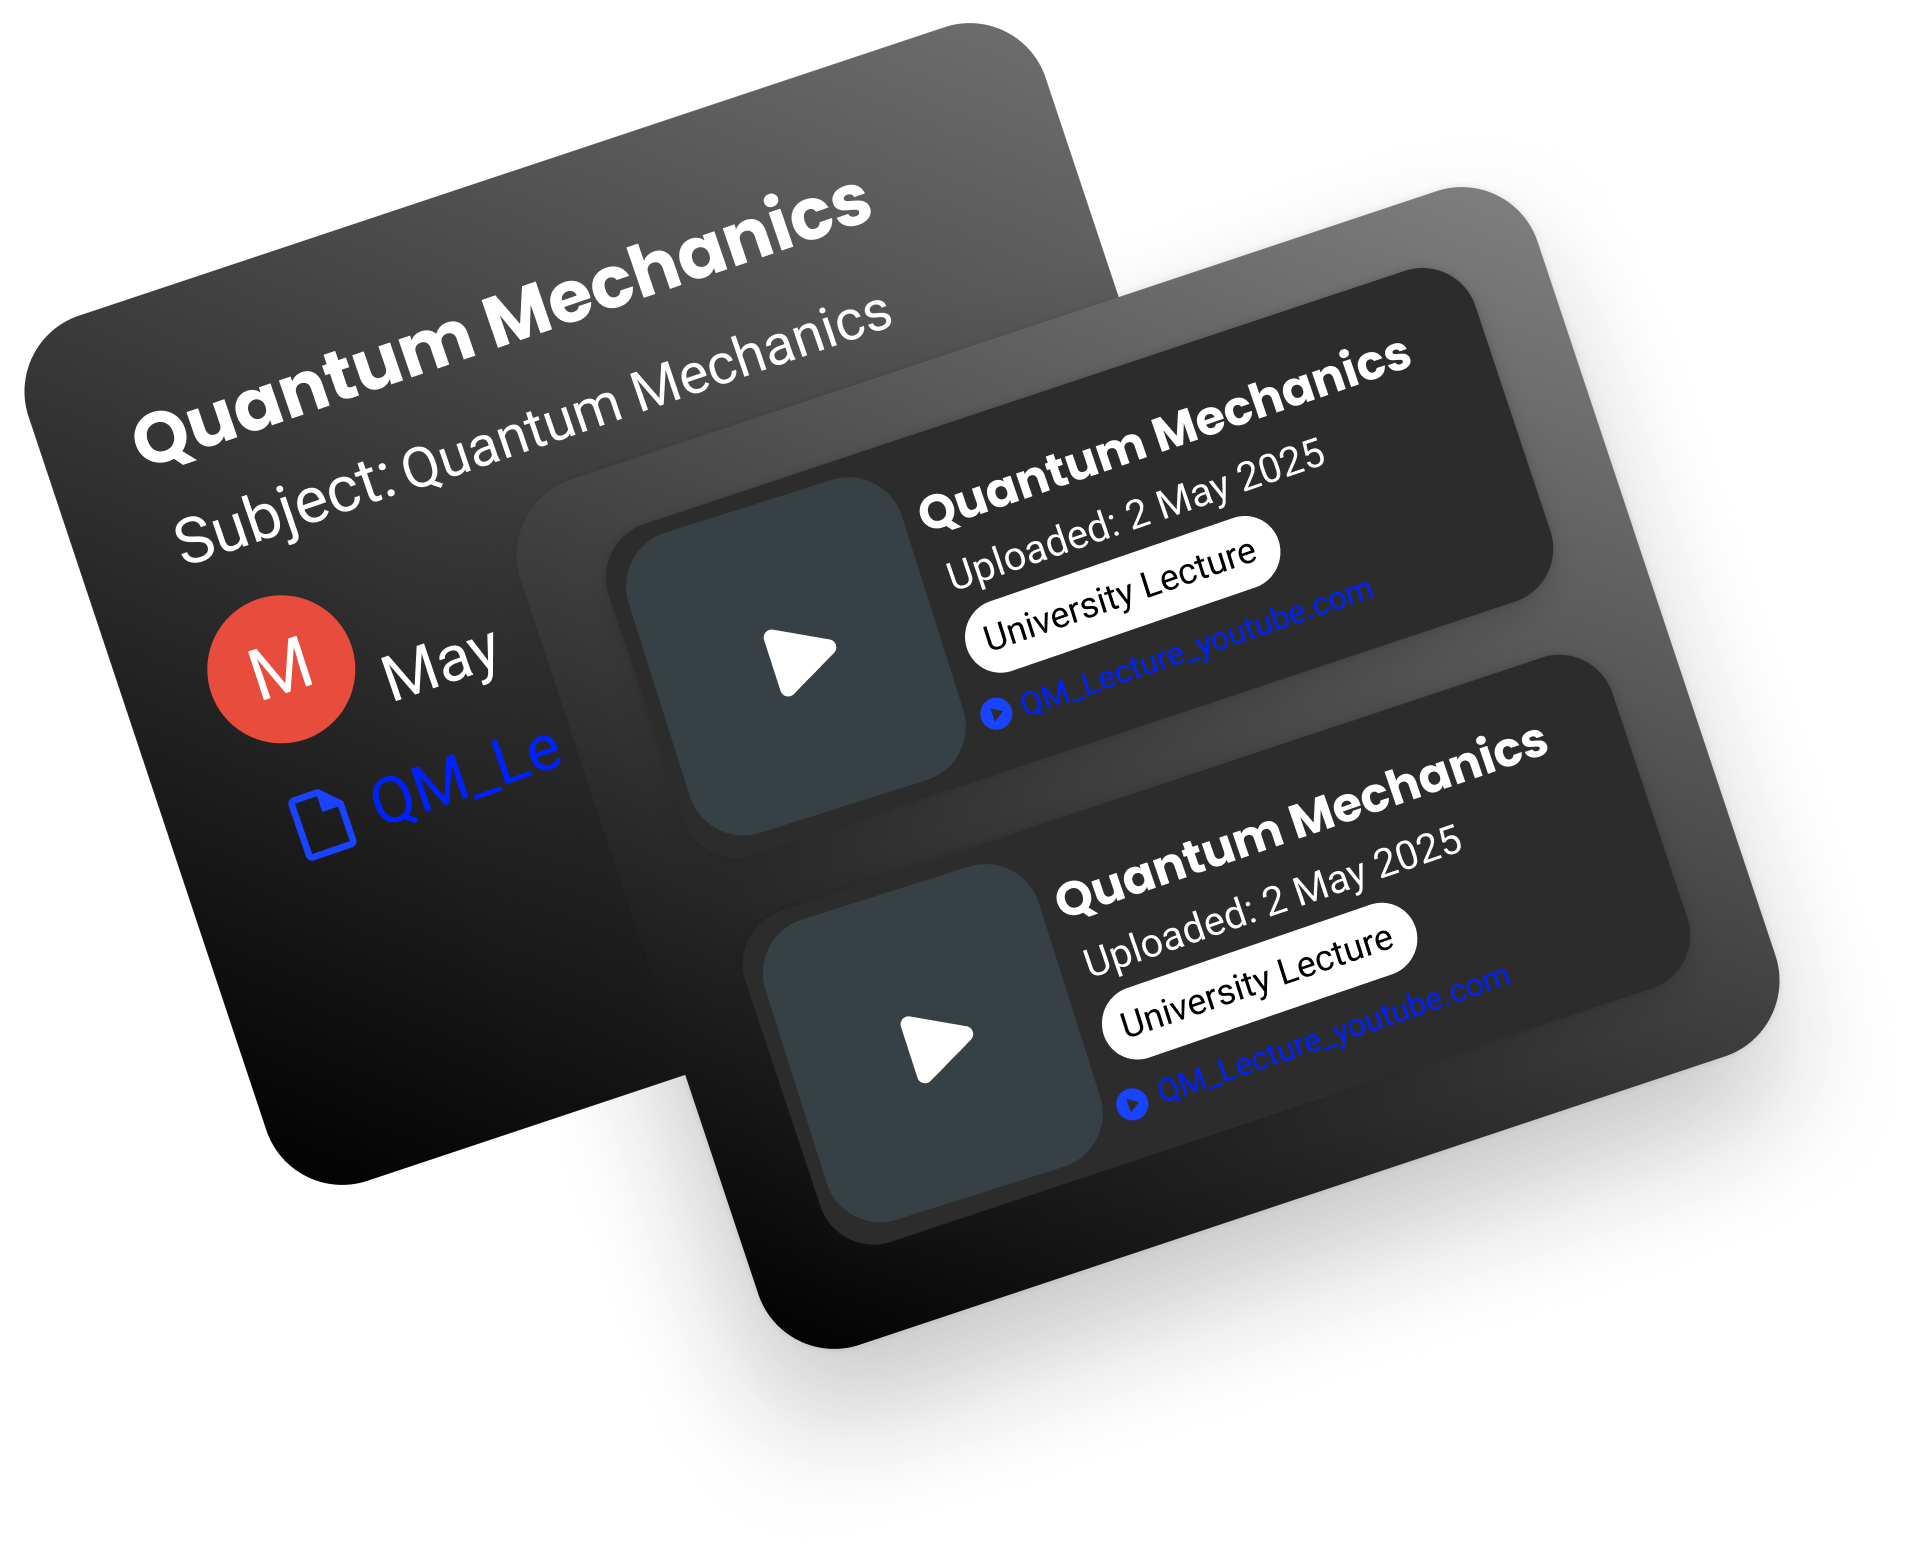 Quantum Mechanics
Subject: Quantum Mechanics
M
May
QM_Le
Quantum Mechanics
Uploaded: 2 May 2025
University Lecture
QM_Lecture_youtube.com
Quantum Mechanics
Uploaded: 2 May 2025
University Lecture
QM_Lecture_youtube.com